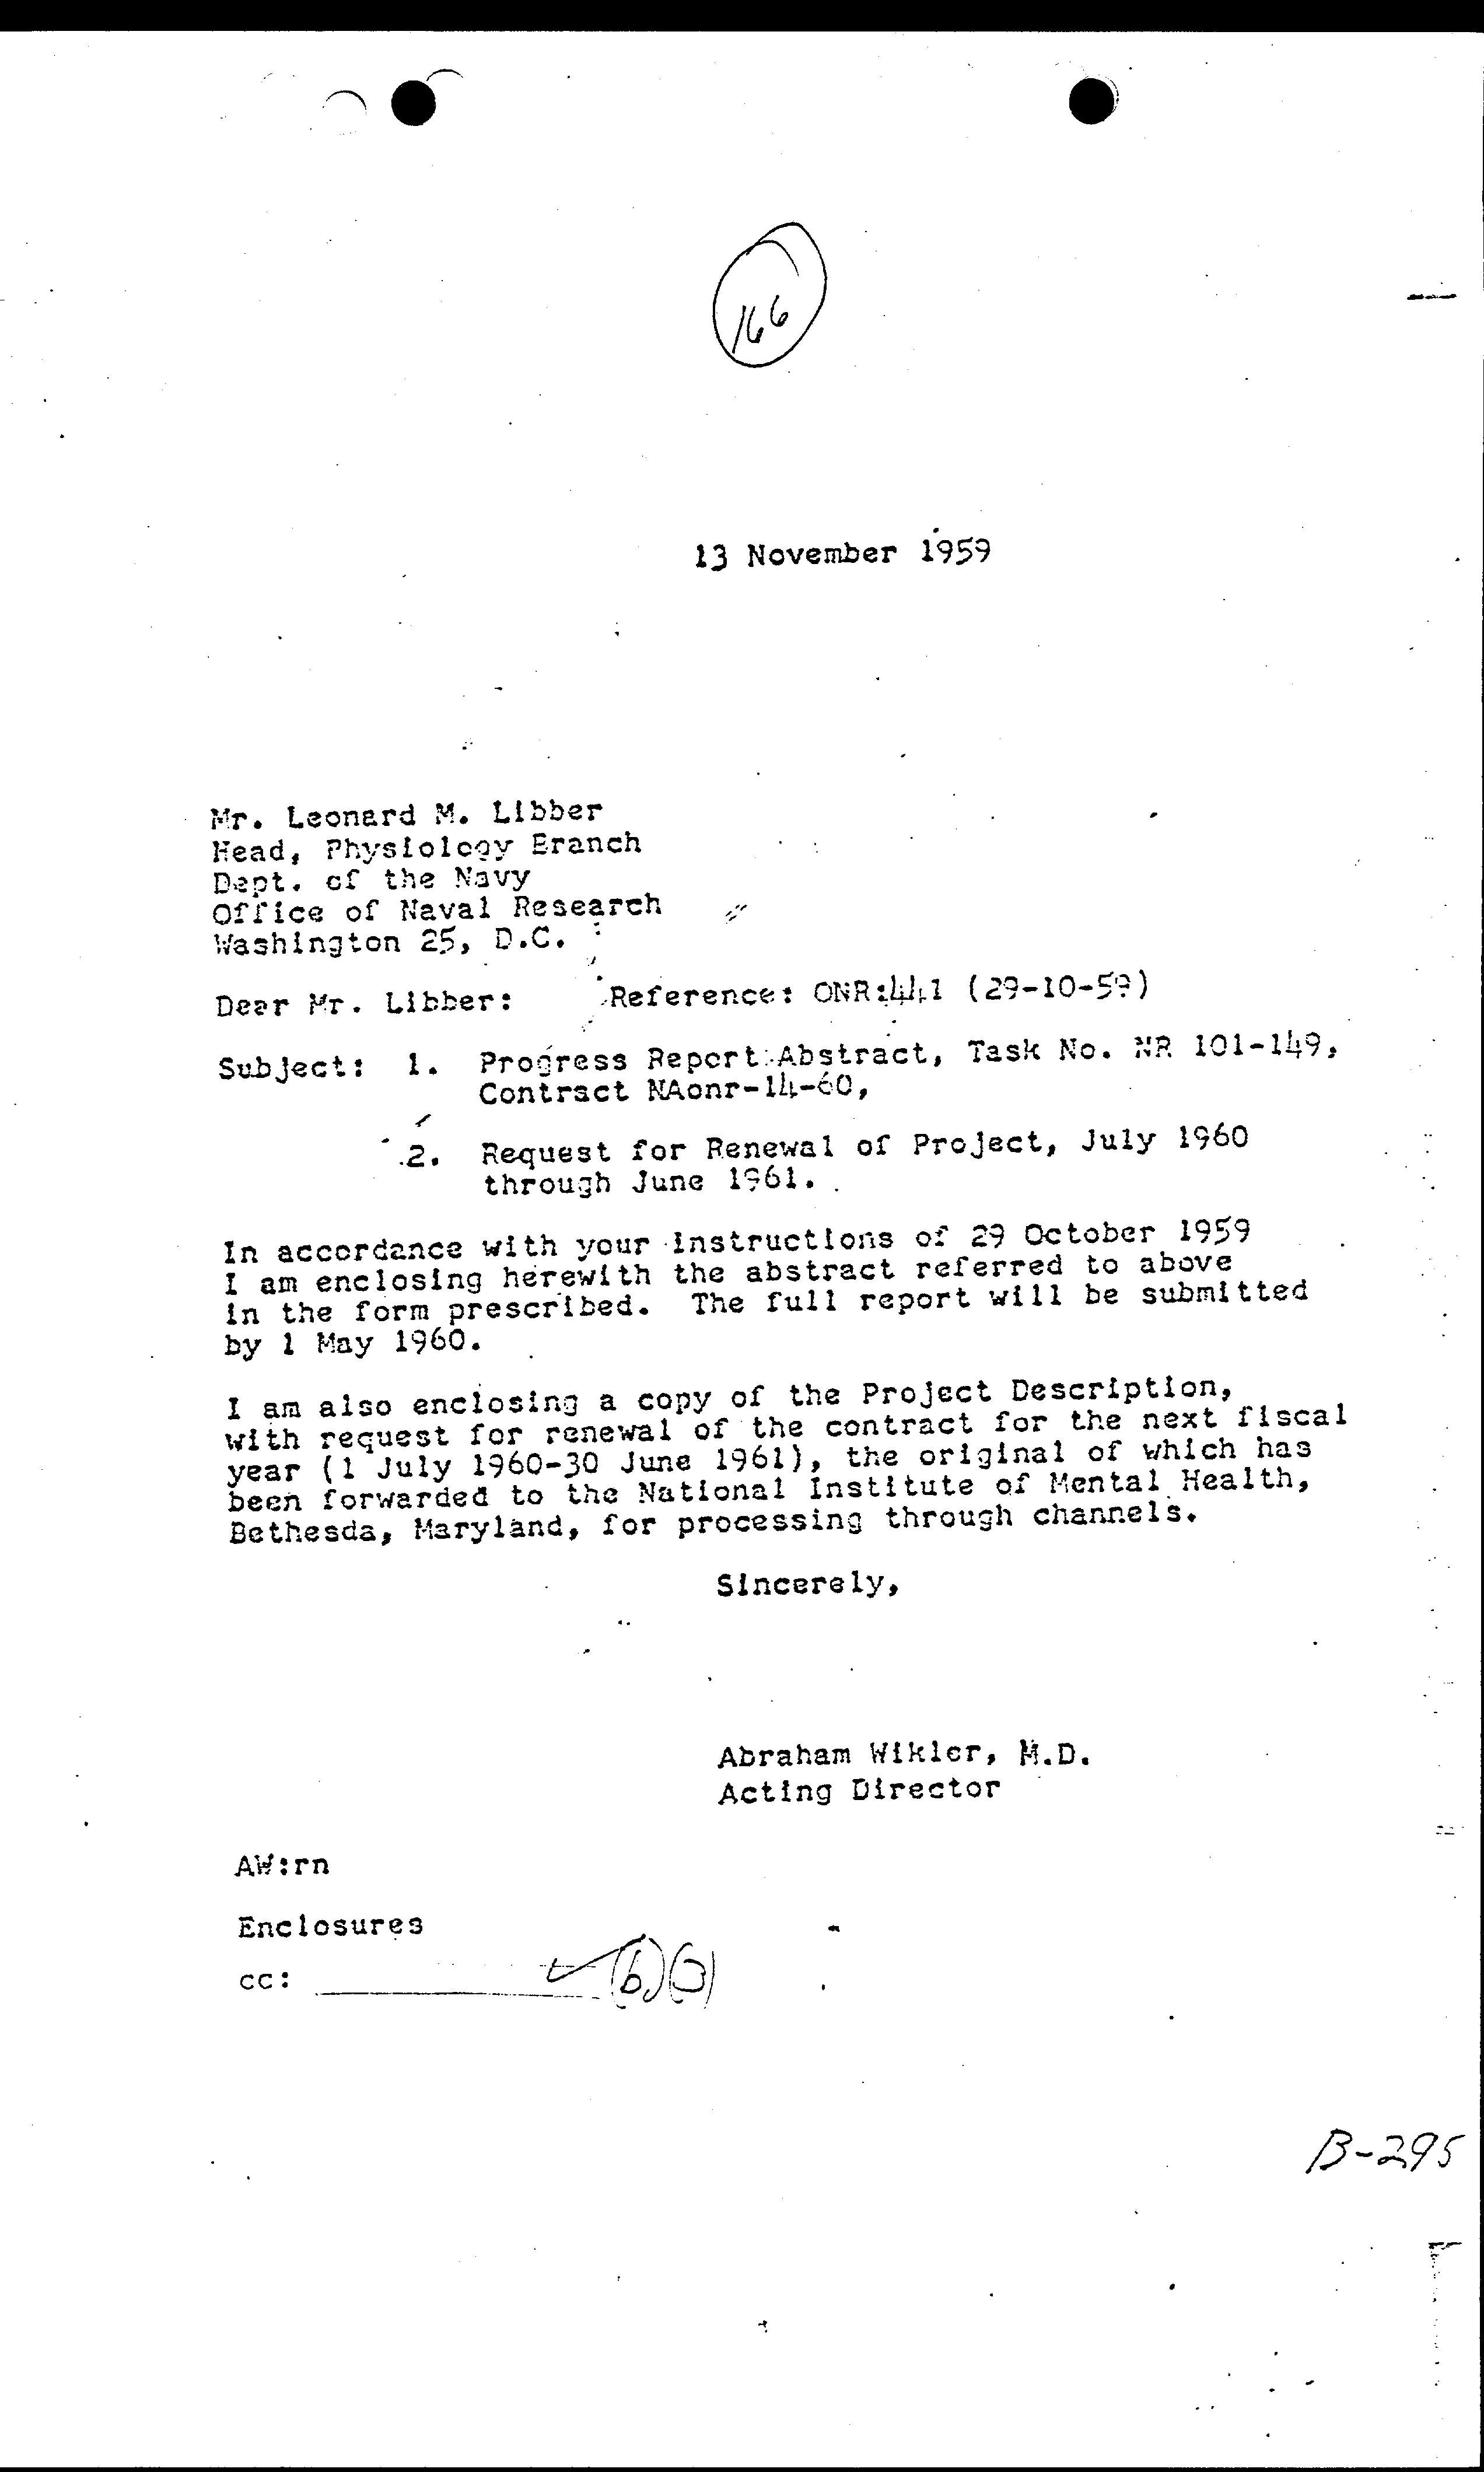 166
13 November 1959
Mr. Leonard M. Libber
Head, Physiology Branch
Dept. of the Navy
Office of Naval Research
Washington 25, D.C.
Dear Mr. Libber: Reference: ONR:441 (29-10-59)
Subject: 1. Progress Report Abstract, Task No. NR 101-149,
Contract NAonr-14-60,
2. Request for Renewal of Project, July 1960
through June 1961.
In accordance with your instructions of 29 October 1959
I am enclosing herewith the abstract referred to above
in the form prescribed. The full report will be submitted
by 1 May 1960.
I am also enclosing a copy of the Project Description,
with request for renewal of the contract for the next fiscal
year (1 July 1960-30 June 1961), the original of which has
been forwarded to the National Institute of Mental Health,
Bethesda, Maryland, for processing through channels.
Sincerely,
Abraham Wikler, M.D.
Acting Director
AW:rn
Enclosures
cc: (b)(3)
B-295